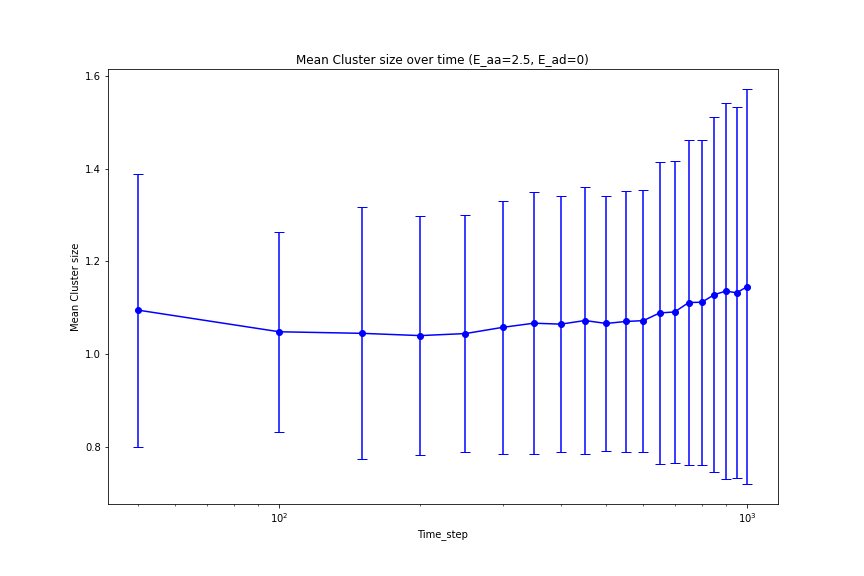 Mean Cluster size over time (E_aa=2.5, E_ad=0)
1.6
1.4
1.2
1.0
0.8
Mean Cluster size
10²
10³
Time_step